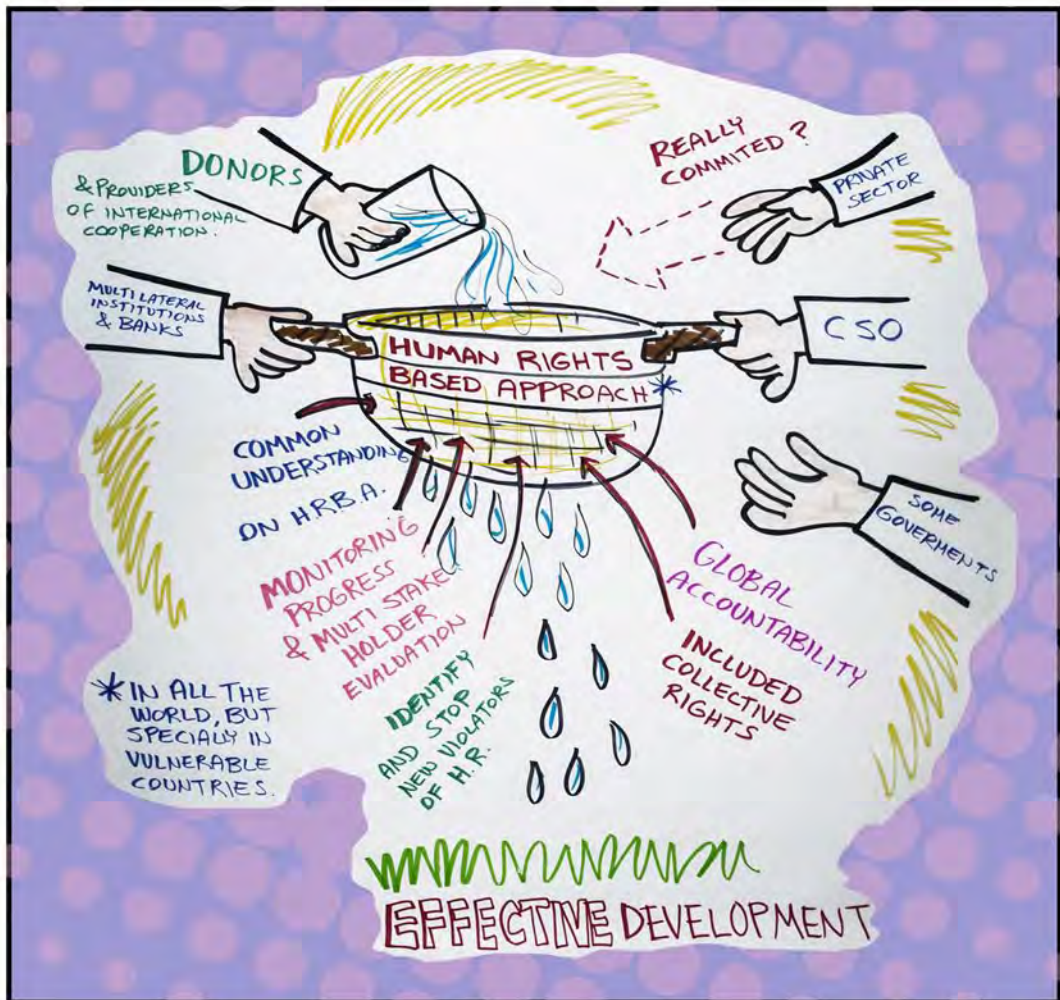 DONORS
& PROVIDERS
OF INTERNATIONAL
COOPERATION.
REALLY
COMMITED ?
PRIVATE
SECTOR
MULTILATERAL
INSTITUTIONS
& BANKS
CSO
HUMAN RIGHTS
BASED APPROACH*
COMMON
UNDERSTANDING
ON H.R.B.A.
SOME
GOVERMENTS
MONITORING
PROGRESS
& MULTI STAKE
HOLDER
EVALUATION
IDENTIFY
AND STOP
NEW VIOLATORS
OF H.R.
GLOBAL
ACCOUNTABILITY
INCLUDED
COLLECTIVE
RIGHTS
* IN ALL THE
WORLD, BUT
SPECIALLY IN
VULNERABLE
COUNTRIES.
EFFECTIVE DEVELOPMENT